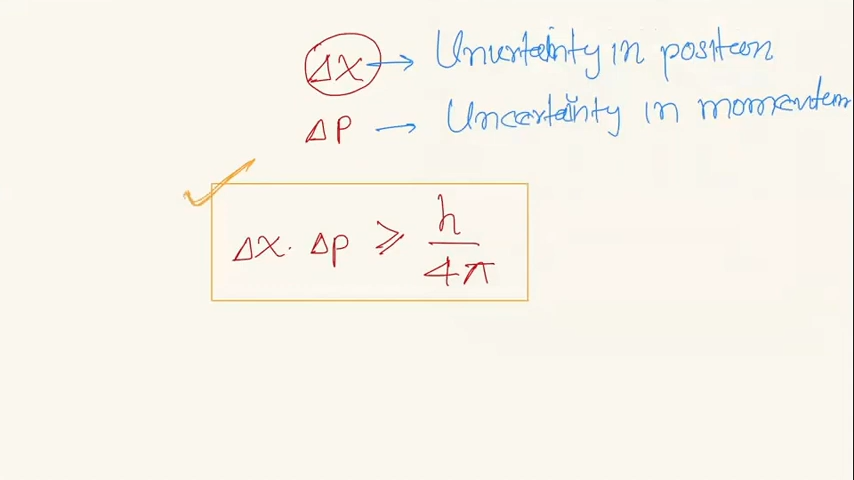 Δx → Uncertainty in position
Δp → Uncertainty in momentum
Δx · Δp ≥ h/4π